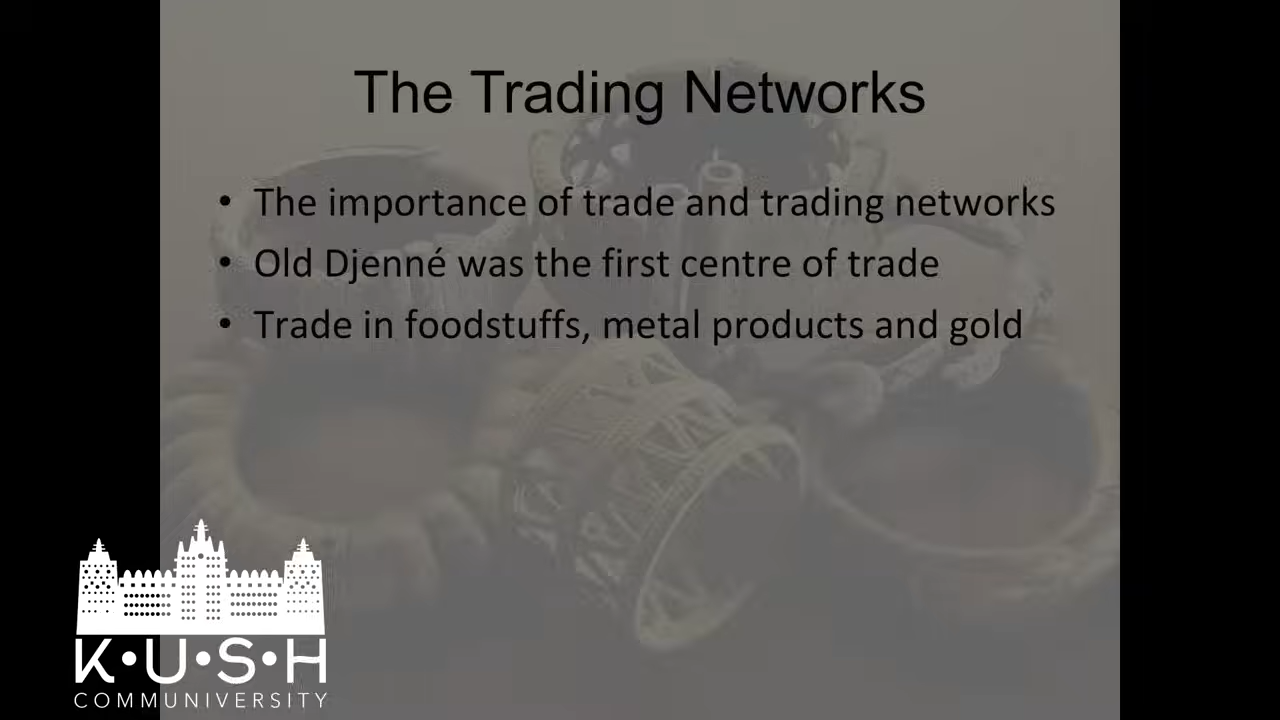 The Trading Networks
• The importance of trade and trading networks
• Old Djenné was the first centre of trade
• Trade in foodstuffs, metal products and gold
K•U•S•H
COMMUNIVERSITY